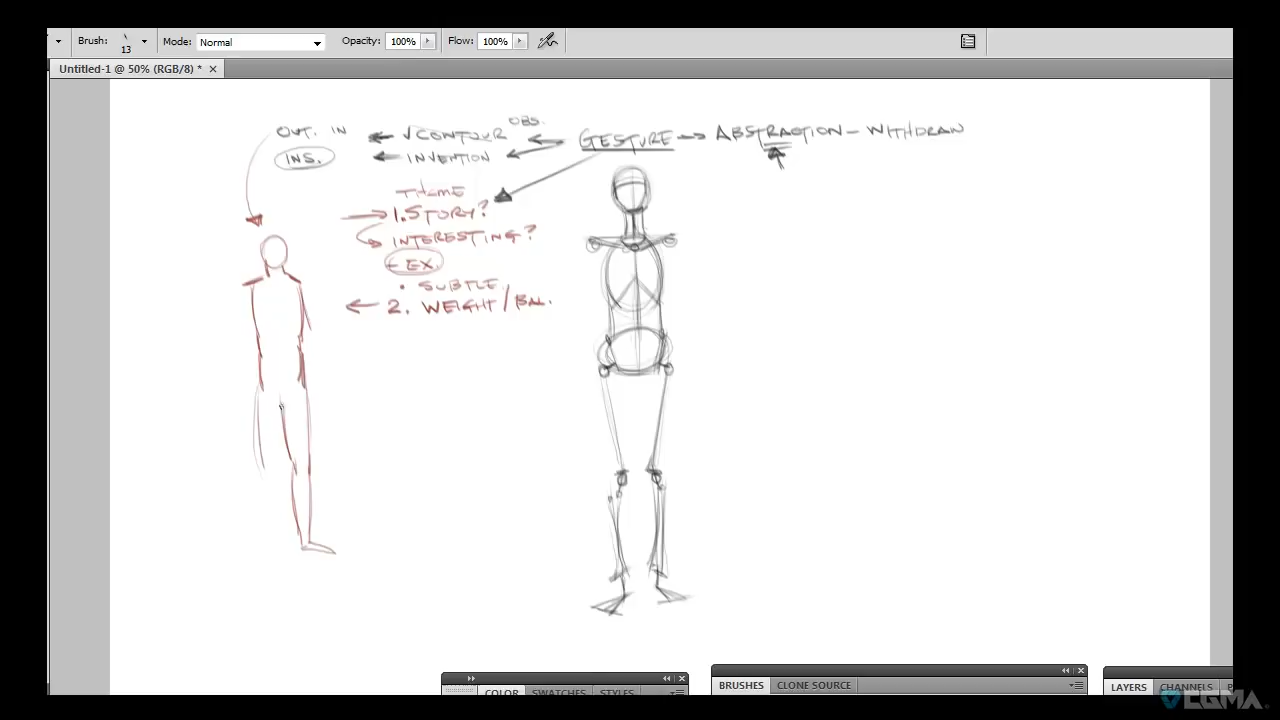 Brush: 13 Mode: Normal Opacity: 100% Flow: 100%
Untitled-1 @ 50% (RGB/8) * ×
OUT. IN √CONTOUR OBS. GESTURE ABSTRACTION - WITHDRAW
INS. INVENTION
THEME
1. STORY?
INTERESTING?
- EX.
• SUBTLE
2. WEIGHT/BAL.
COLOR SWATCHES STYLES
BRUSHES CLONE SOURCE
LAYERS CHANNELS P
CGMA